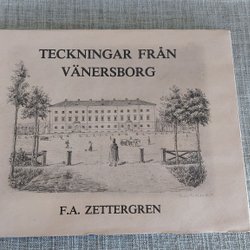 TECKNINGAR FRÅN
VÄNERSBORG
F.A. ZETTERGREN